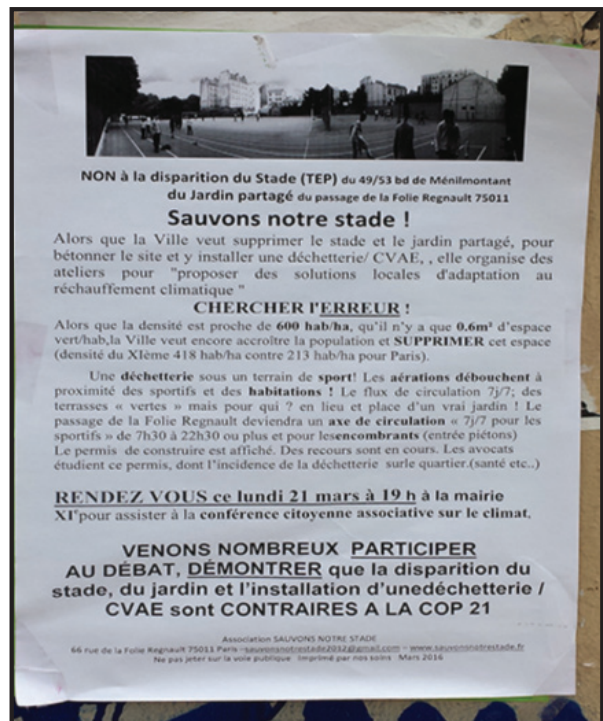 NON à la disparition du Stade (TEP) du 49/53 bd de Ménilmontant
du Jardin partagé du passage de la Folie Regnault 75011
Sauvons notre stade !
Alors que la Ville veut supprimer le stade et le jardin partagé, pour
bétonner le site et y installer une déchetterie/ CVAE, , elle organise des
ateliers pour "proposer des solutions locales d'adaptation au
réchauffement climatique "
CHERCHER l'ERREUR !
Alors que la densité est proche de 600 hab/ha, qu'il n'y a que 0.6m² d'espace
vert/hab,la Ville veut encore accroître la population et SUPPRIMER cet espace
(densité du XIème 418 hab/ha contre 213 hab/ha pour Paris).
Une déchetterie sous un terrain de sport! Les aérations débouchent à
proximité des sportifs et des habitations ! Le flux de circulation 7j/7; des
terrasses « vertes » mais pour qui ? en lieu et place d'un vrai jardin ! Le
passage de la Folie Regnault deviendra un axe de circulation « 7j/7 pour les
sportifs » de 7h30 à 22h30 ou plus et pour lesencombrants (entrée piétons)
Le permis de construire est affiché. Des recours sont en cours. Les avocats
étudient ce permis, dont l'incidence de la déchetterie surle quartier.(santé etc..)
RENDEZ VOUS ce lundi 21 mars à 19 h à la mairie
XIᵉpour assister à la conférence citoyenne associative sur le climat.
VENONS NOMBREUX PARTICIPER
AU DÉBAT, DÉMONTRER que la disparition du
stade, du jardin et l'installation d'unedéchetterie /
CVAE sont CONTRAIRES A LA COP 21
Association SAUVONS NOTRE STADE
66 rue de la Folie Regnault 75011 Paris –sauvonsnotrestade2012@gmail.com – www.sauvonsnotrestade.fr
Ne pas jeter sur la voie publique Imprimé par nos soins Mars 2016